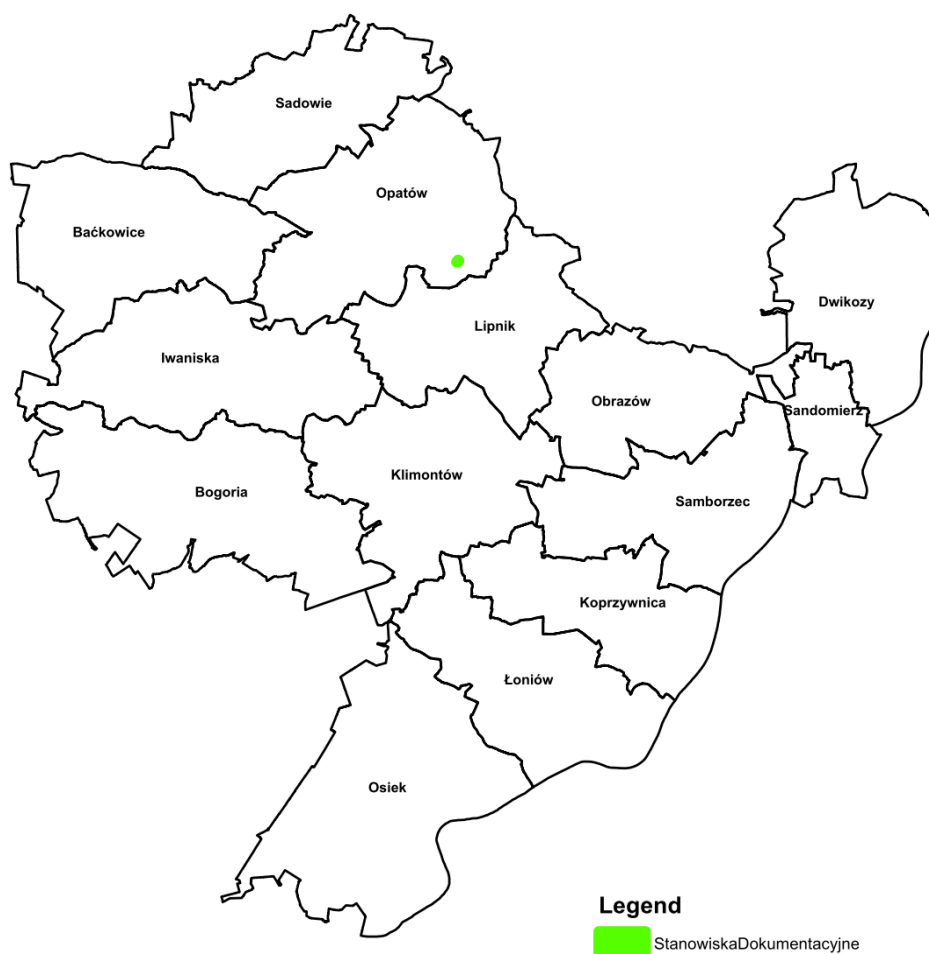 Sadowie
Opatów
Baćkowice
Dwikozy
Lipnik
Iwaniska
Obrazów
Sandomierz
Klimontów
Bogoria
Samborzec
Koprzywnica
Łoniów
Osiek
Legend
StanowiskaDokumentacyjne